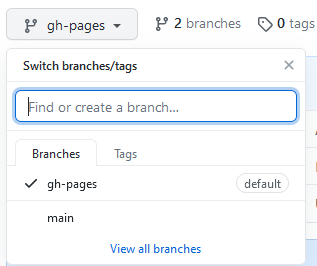 gh-pages 2 branches 0 tags
Switch branches/tags
Find or create a branch...
Branches Tags
gh-pages default
main
View all branches